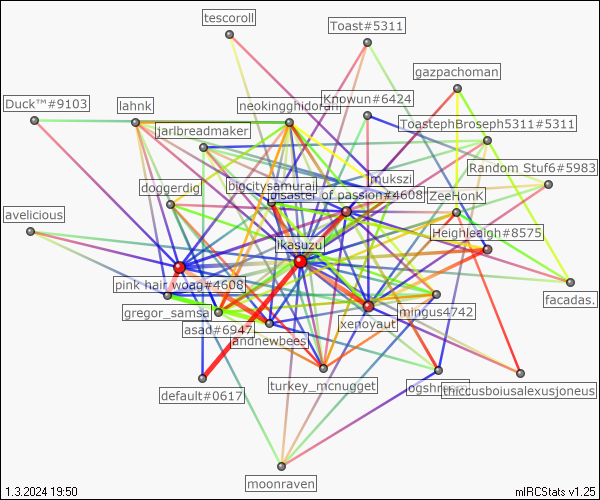 tescoroll
Toast#5311
gazpachoman
Duck™#9103
lahnk
neokingghidorah
Knowun#6424
ToastephBroseph5311#5311
jarlbreadmaker
Random Stuf6#5983
doggerdig
bigcitysamurai
mukszi
disaster of passion#4608
ZeeHonK
avelicious
ikasuzu
Heighleaigh#8575
pink hair woag#4608
facadas.
gregor_samsa
mingus4742
asad#6947
xenoyaut
andnewbees
default#0617
turkey_mcnugget
thiccusboiusalexusjoneus
moonraven
1.3.2024 19:50
mIRCStats v1.25